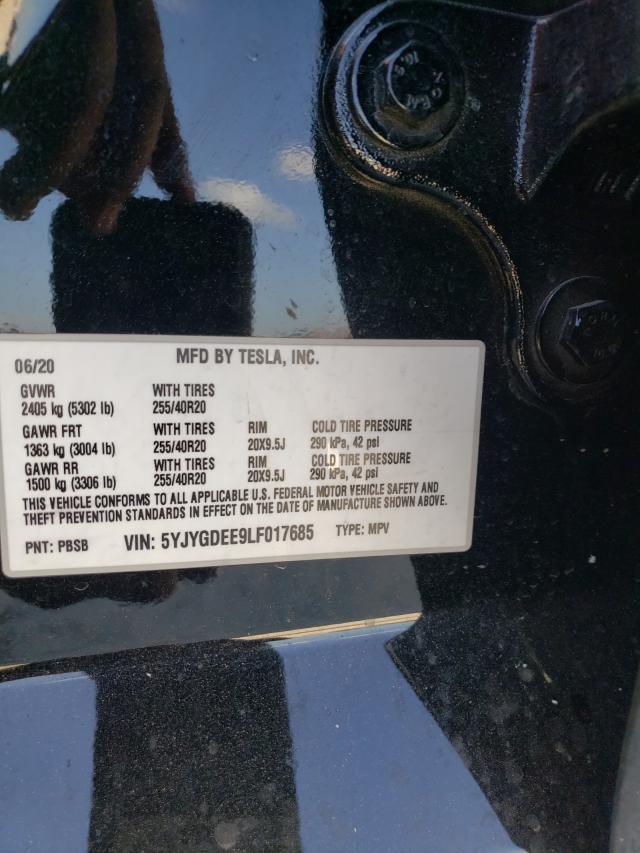 06/20 MFD BY TESLA, INC.
GVWR WITH TIRES
2405 kg (5302 lb) 255/40R20
GAWR FRT WITH TIRES RIM COLD TIRE PRESSURE
1363 kg (3004 lb) 255/40R20 20X9.5J 290 kPa, 42 psi
GAWR RR WITH TIRES RIM COLD TIRE PRESSURE
1500 kg (3306 lb) 255/40R20 20X9.5J 290 kPa, 42 psi
THIS VEHICLE CONFORMS TO ALL APPLICABLE U.S. FEDERAL MOTOR VEHICLE SAFETY AND
THEFT PREVENTION STANDARDS IN EFFECT ON THE DATE OF MANUFACTURE SHOWN ABOVE.
PNT: PBSB VIN: 5YJYGDEE9LF017685 TYPE: MPV